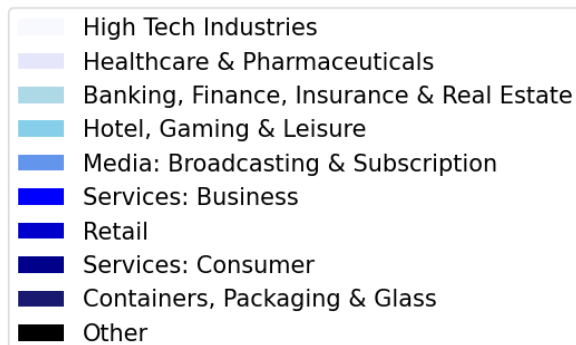 High Tech Industries
Healthcare & Pharmaceuticals
Banking, Finance, Insurance & Real Estate
Hotel, Gaming & Leisure
Media: Broadcasting & Subscription
Services: Business
Retail
Services: Consumer
Containers, Packaging & Glass
Other